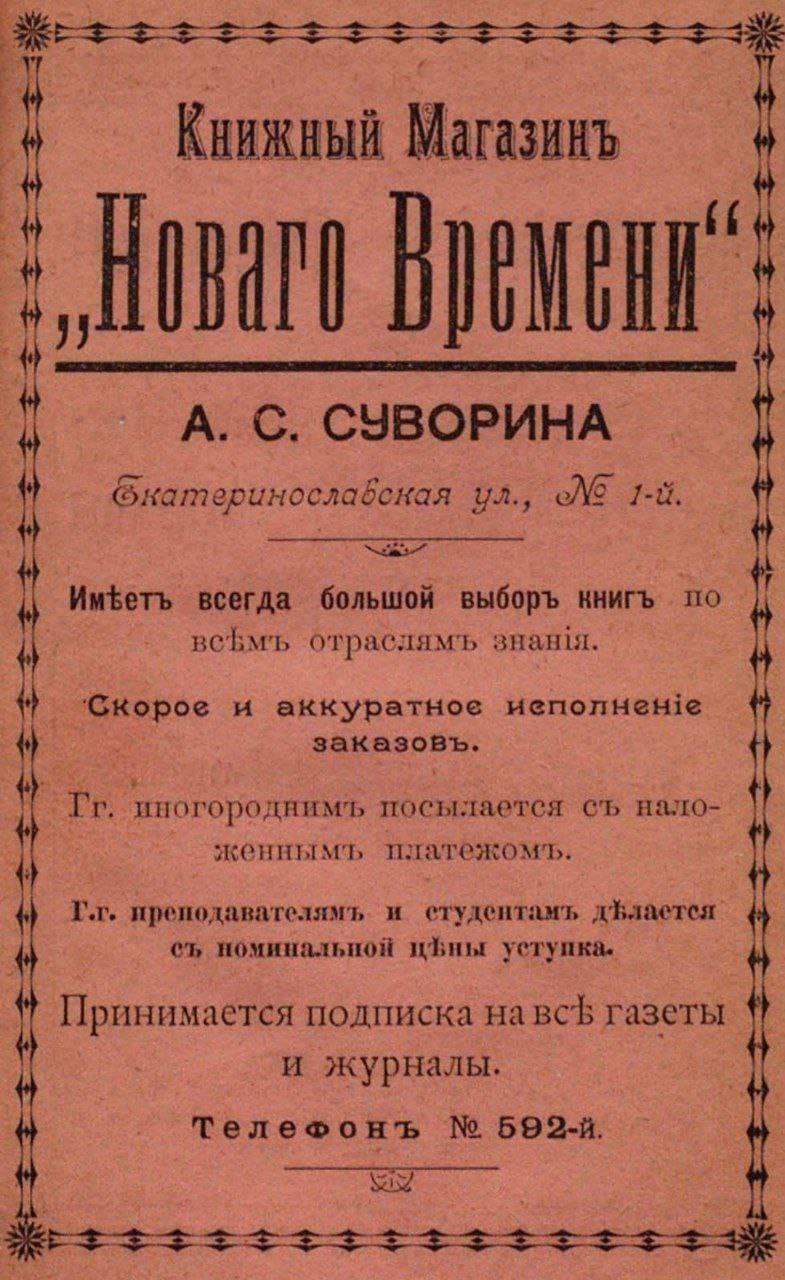 Книжный Магазинъ
„Новаго Времени“
А. С. СУВОРИНА
Екатеринославская ул., № 1-й.
Имѣетъ всегда большой выборъ книгъ по
всѣмъ отраслямъ знанія.
Скорое и аккуратное исполненіе
заказовъ.
Гг. иногороднимъ посылается съ нало-
женнымъ платежомъ.
Г.г. преподавателямъ и студентамъ дѣлается
съ номинальной цѣны уступка.
Принимается подписка на всѣ газеты
и журналы.
Телефонъ № 592-й.